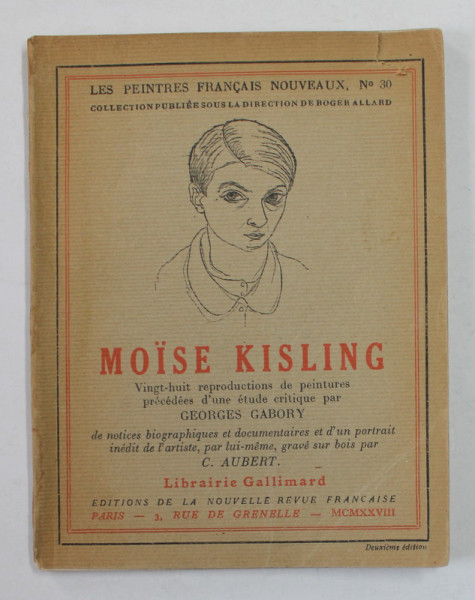 LES PEINTRES FRANÇAIS NOUVEAUX, No 30
COLLECTION PUBLIÉE SOUS LA DIRECTION DE ROGER ALLARD
MOÏSE KISLING
Vingt-huit reproductions de peintures
précédées d'une étude critique par
GEORGES GABORY
de notices biographiques et documentaires et d'un portrait
inédit de l'artiste, par lui-même, gravé sur bois par
C. AUBERT.
Librairie Gallimard
EDITIONS DE LA NOUVELLE REVUE FRANÇAISE
PARIS — 3, RUE DE GRENELLE — MCMXXVIII
Deuxième édition